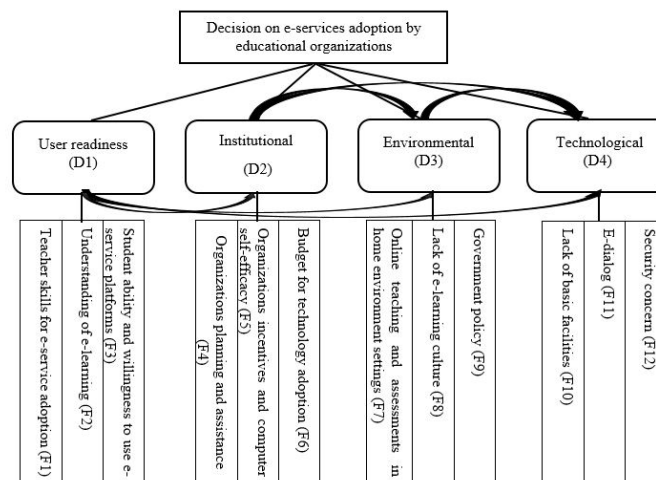 Decision on e-services adoption by
educational organizations
User readiness
(D1)
Institutional
(D2)
Environmental
(D3)
Technological
(D4)
Teacher skills for e-service adoption (F1)
Understanding of e-learning (F2)
Student ability and willingness to use e-
service platforms (F3)
Organizations planning and assistance
(F4)
Organizations incentives and computer
self-efficacy (F5)
Budget for technology adoption (F6)
Online teaching and assessments in
home environment settings (F7)
Lack of e-learning culture (F8)
Government policy (F9)
Lack of basic facilities (F10)
E-dialog (F11)
Security concern (F12)